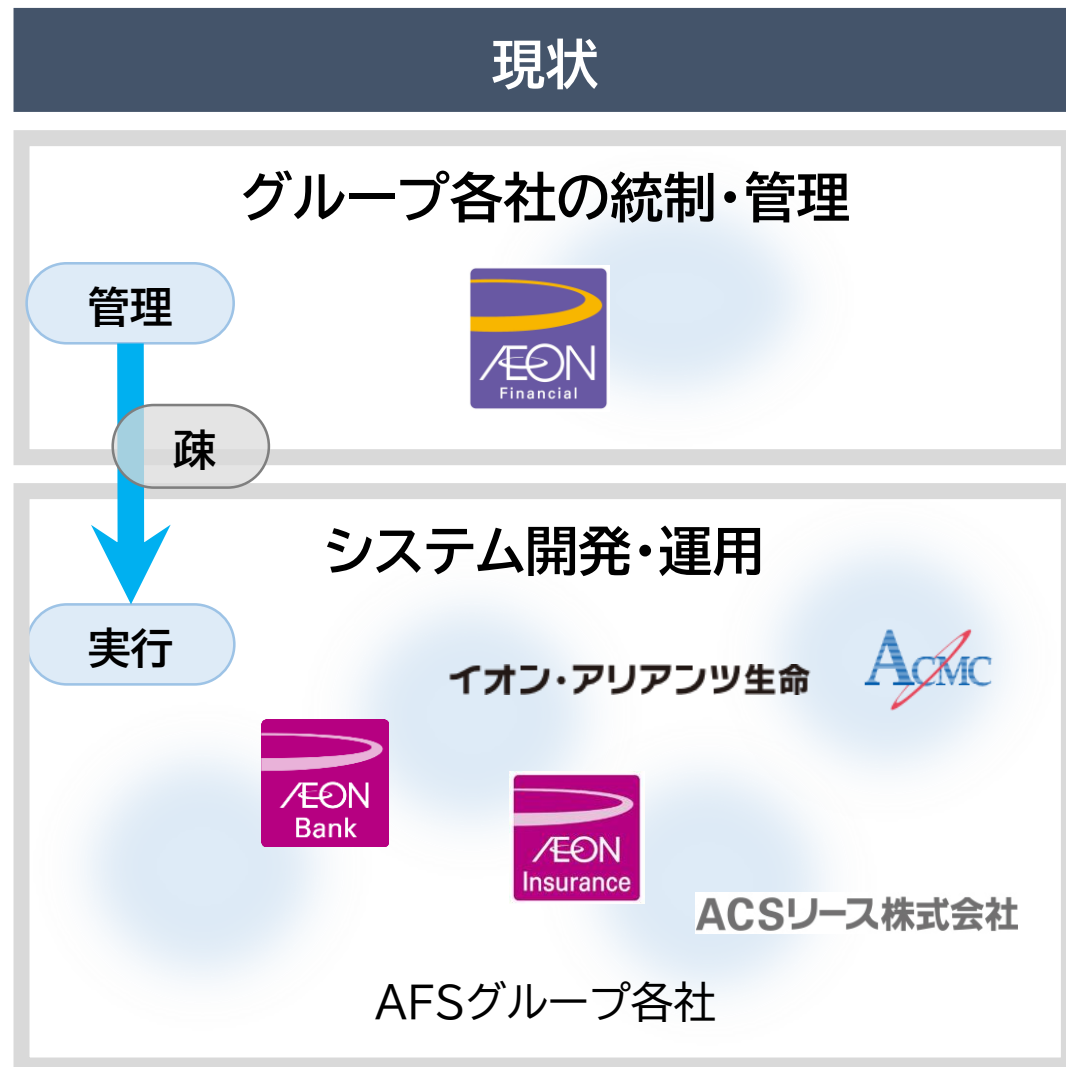 現状
グループ各社の統制・管理
管理
ÆON
Financial
疎
システム開発・運用
実行
イオン・アリアンツ生命
ACMC
ÆON
Bank
ÆON
Insurance
ACSリース株式会社
AFSグループ各社